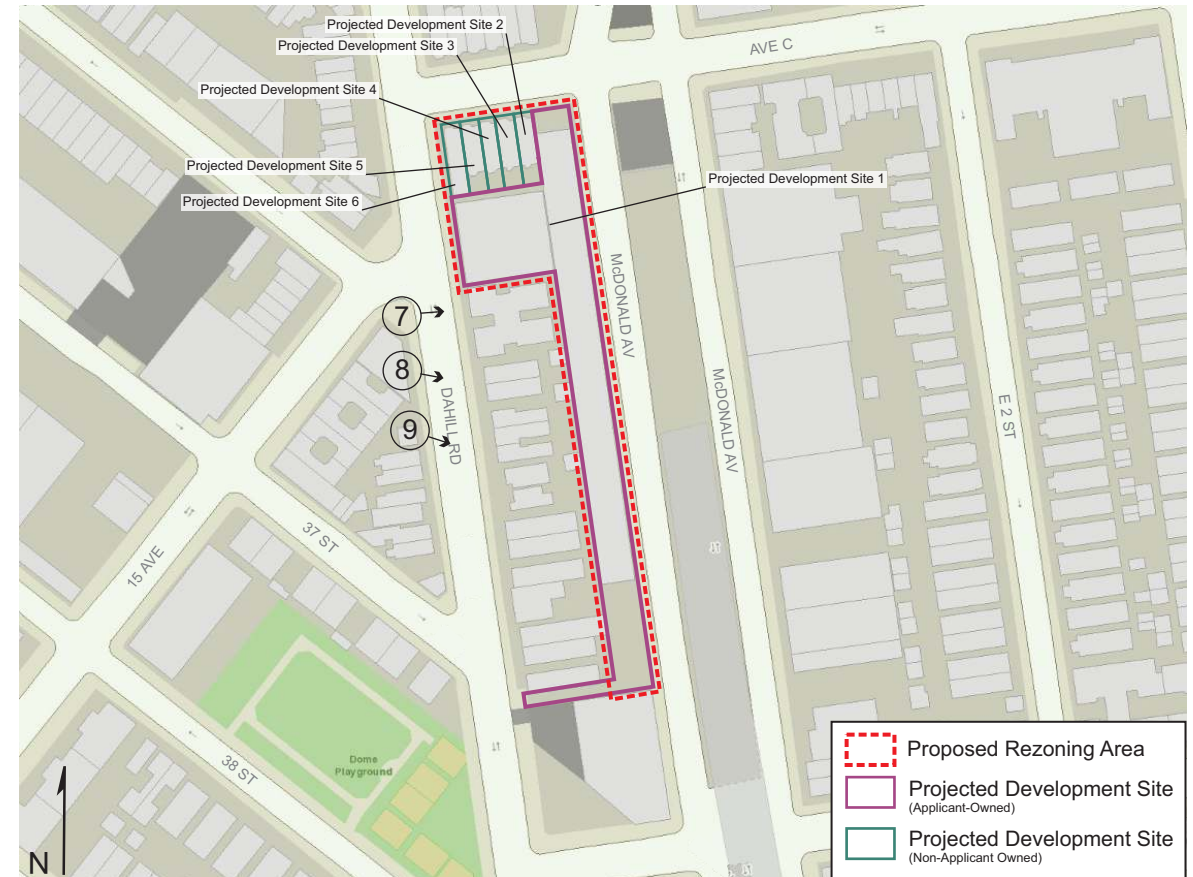 Projected Development Site 2
Projected Development Site 3
AVE C
Projected Development Site 4
Projected Development Site 5
Projected Development Site 1
Projected Development Site 6
McDONALD AV
7
8
McDONALD AV
DAHILL RD
9
E 2 ST
37 ST
15 AVE
Dome
Playground
38 ST
N
Proposed Rezoning Area
Projected Development Site
(Applicant-Owned)
Projected Development Site
(Non-Applicant Owned)